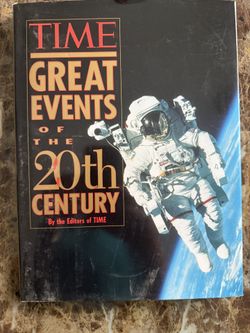 TIME
GREAT
EVENTS
OF
THE
20th
CENTURY
By the Editors of TIME